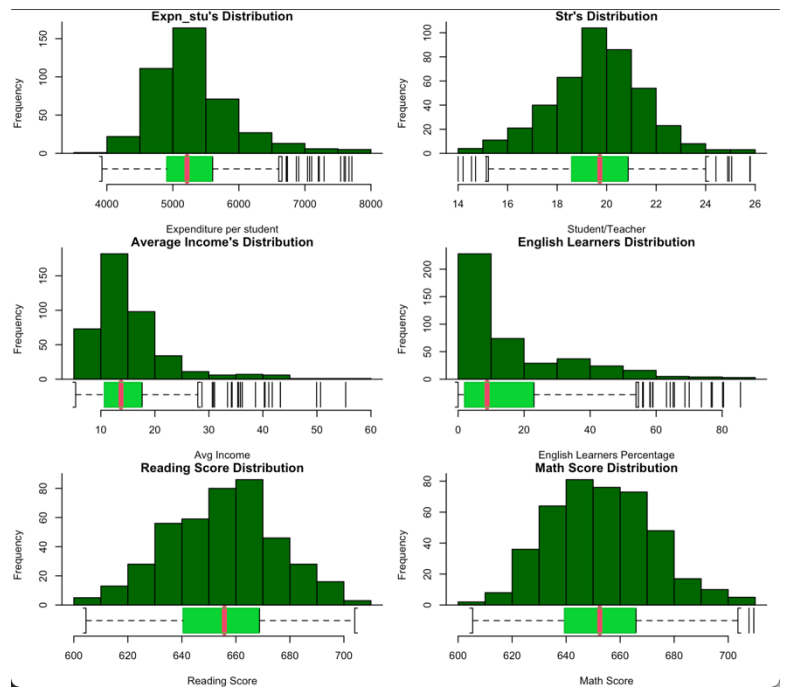 Expn_stu's Distribution
Frequency
0 50 100 150
4000 5000 6000 7000 8000
Expenditure per student
Str's Distribution
Frequency
0 20 40 60 80 100
14 16 18 20 22 24 26
Student/Teacher
Average Income's Distribution
Frequency
0 50 100 150
10 20 30 40 50 60
Avg Income
English Learners Distribution
Frequency
0 50 100 150 200
0 20 40 60 80
English Learners Percentage
Reading Score Distribution
Frequency
0 20 40 60 80
600 620 640 660 680 700
Reading Score
Math Score Distribution
Frequency
0 20 40 60 80
600 620 640 660 680 700
Math Score